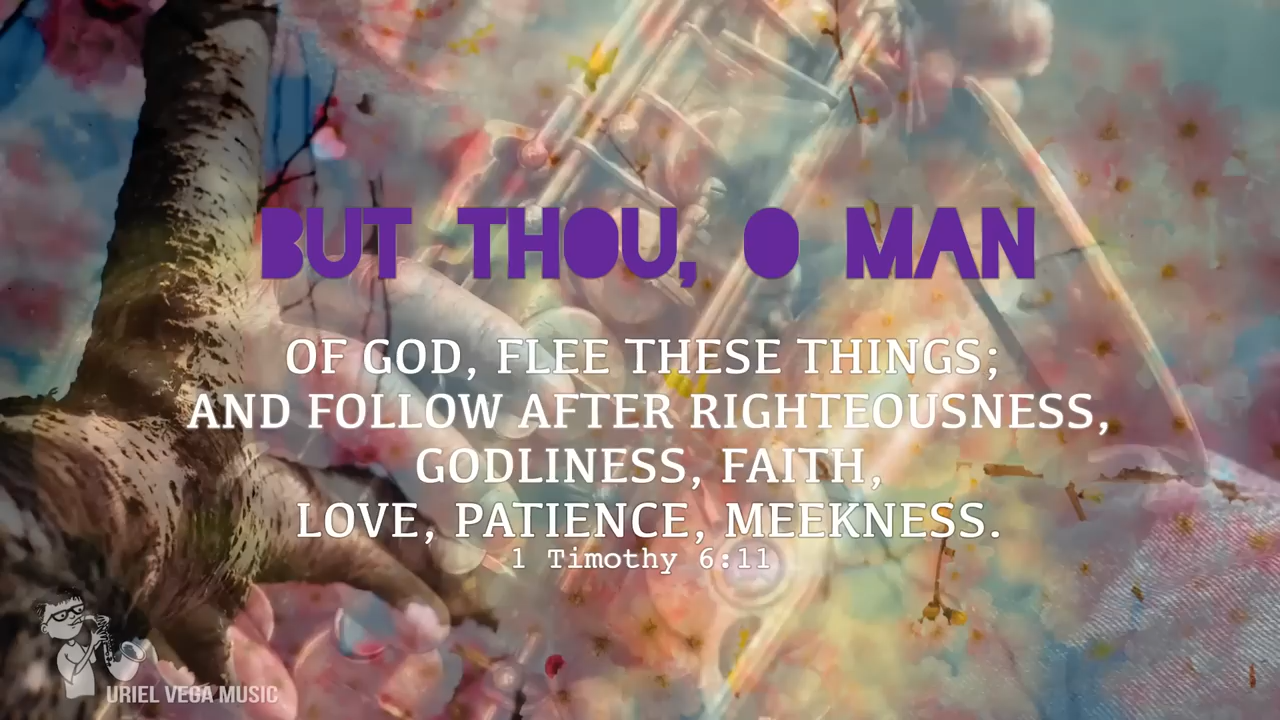 BUT THOU, O MAN
OF GOD, FLEE THESE THINGS;
AND FOLLOW AFTER RIGHTEOUSNESS,
GODLINESS, FAITH,
LOVE, PATIENCE, MEEKNESS.
1 Timothy 6:11
URIEL VEGA MUSIC